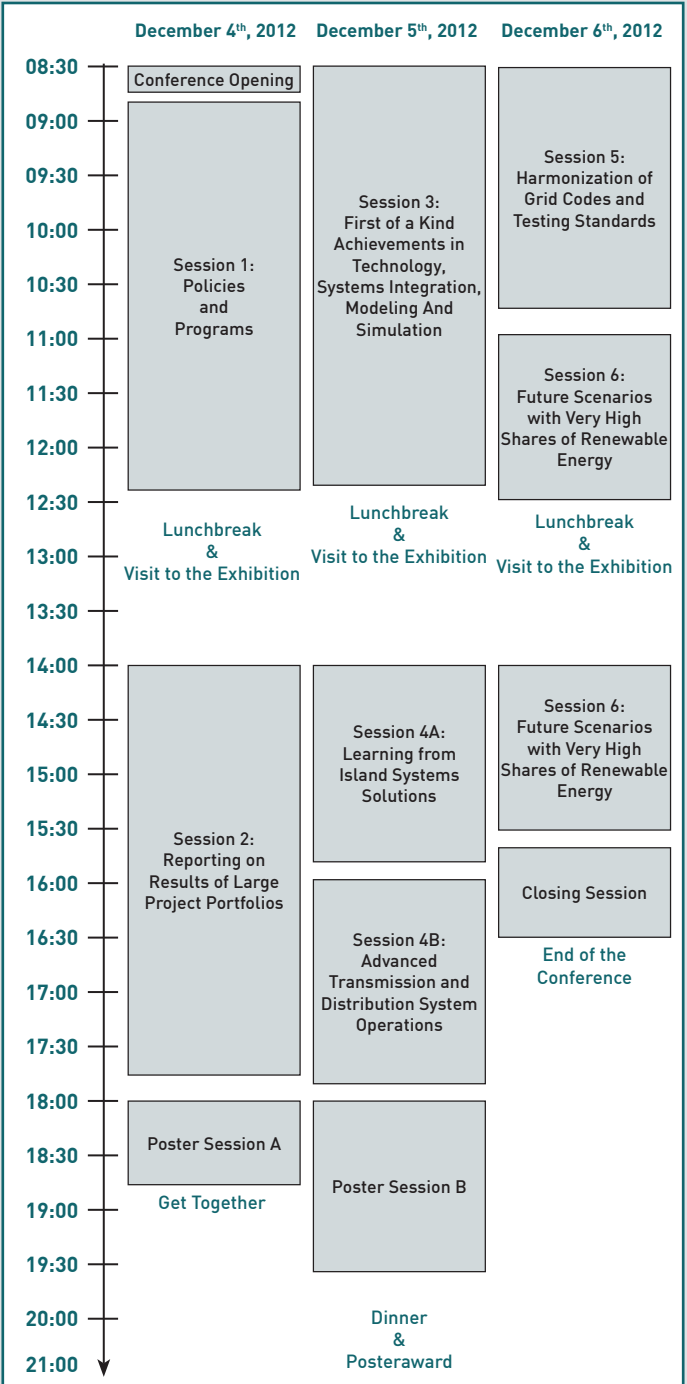 December 4th, 2012
December 5th, 2012
December 6th, 2012
08:30
09:00
09:30
10:00
10:30
11:00
11:30
12:00
12:30
13:00
13:30
14:00
14:30
15:00
15:30
16:00
16:30
17:00
17:30
18:00
18:30
19:00
19:30
20:00
21:00
Conference Opening
Session 1:
Policies
and
Programs
Lunchbreak
&
Visit to the Exhibition
Session 2:
Reporting on
Results of Large
Project Portfolios
Poster Session A
Get Together
Session 3:
First of a Kind
Achievements in
Technology,
Systems Integration,
Modeling And
Simulation
Lunchbreak
&
Visit to the Exhibition
Session 4A:
Learning from
Island Systems
Solutions
Session 4B:
Advanced
Transmission and
Distribution System
Operations
Poster Session B
Dinner
&
Posteraward
Session 5:
Harmonization of
Grid Codes and
Testing Standards
Session 6:
Future Scenarios
with Very High
Shares of Renewable
Energy
Lunchbreak
&
Visit to the Exhibition
Session 6:
Future Scenarios
with Very High
Shares of Renewable
Energy
Closing Session
End of the
Conference